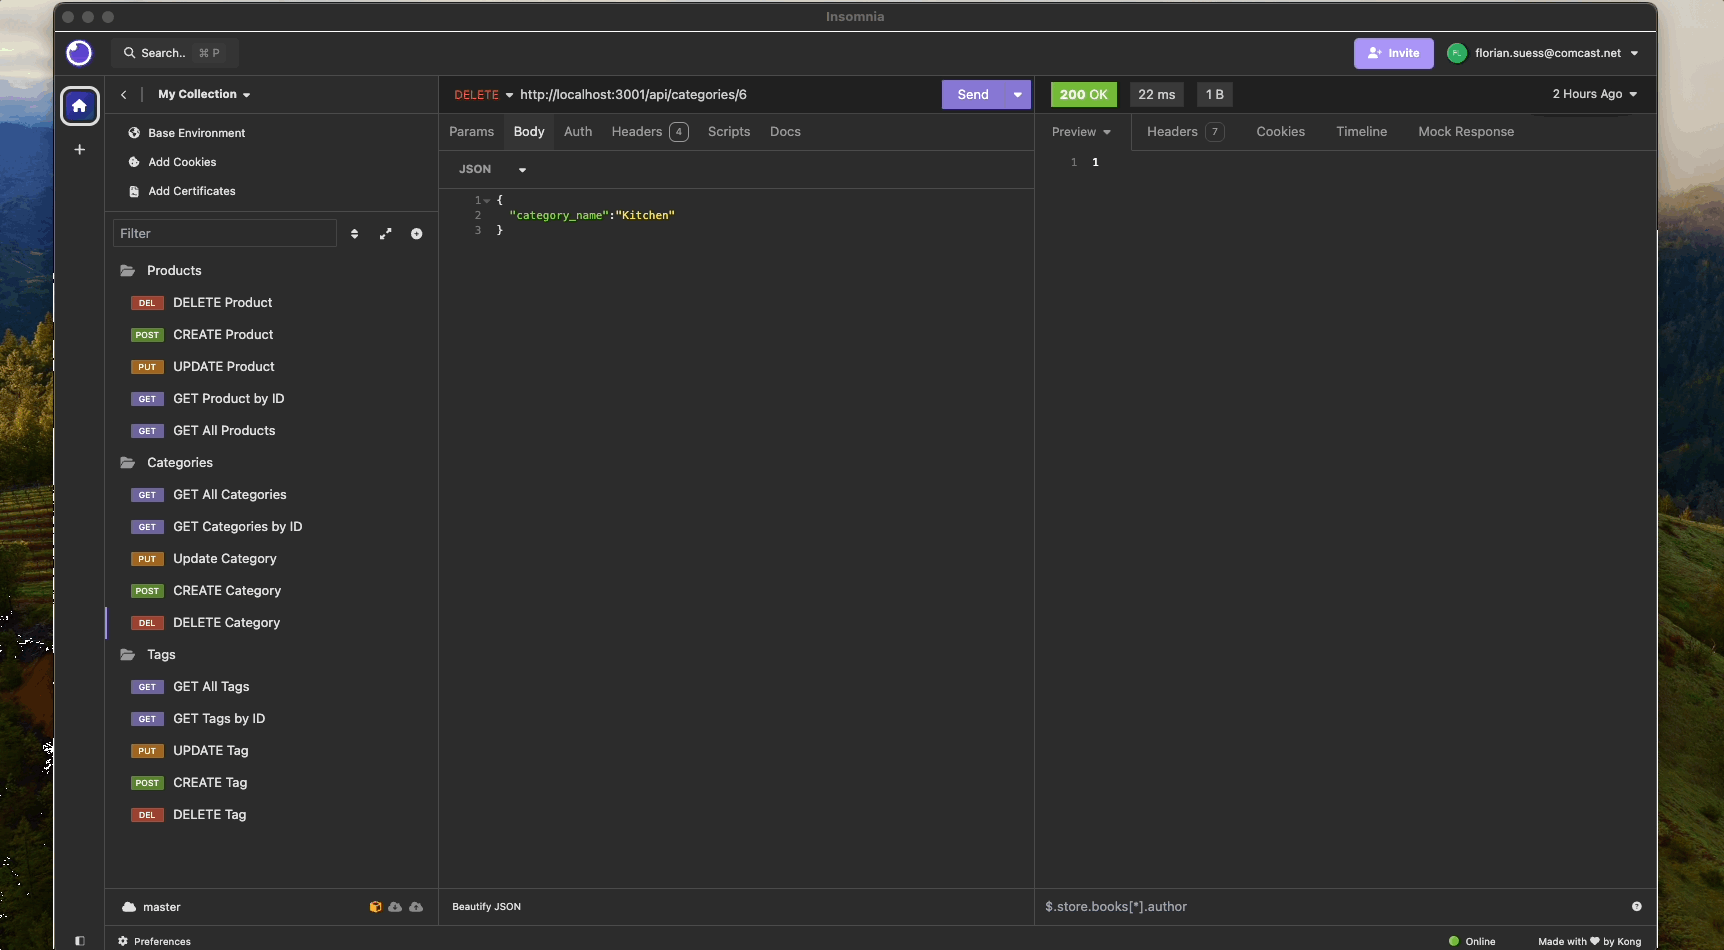 Insomnia
Search.. ⌘ P
Invite
FL florian.suess@comcast.net
My Collection
DELETE http://localhost:3001/api/categories/6
Send
200 OK 22 ms 1 B
2 Hours Ago
Base Environment
Add Cookies
Add Certificates
Params Body Auth Headers 4 Scripts Docs
Preview Headers 7 Cookies Timeline Mock Response
JSON
1 {
2 "category_name":"Kitchen"
3 }
1 1
Filter
Products
DEL DELETE Product
POST CREATE Product
PUT UPDATE Product
GET GET Product by ID
GET GET All Products
Categories
GET GET All Categories
GET GET Categories by ID
PUT Update Category
POST CREATE Category
DEL DELETE Category
Tags
GET GET All Tags
GET GET Tags by ID
PUT UPDATE Tag
POST CREATE Tag
DEL DELETE Tag
master
Beautify JSON
$.store.books[*].author
Preferences
Online
Made with ♥ by Kong